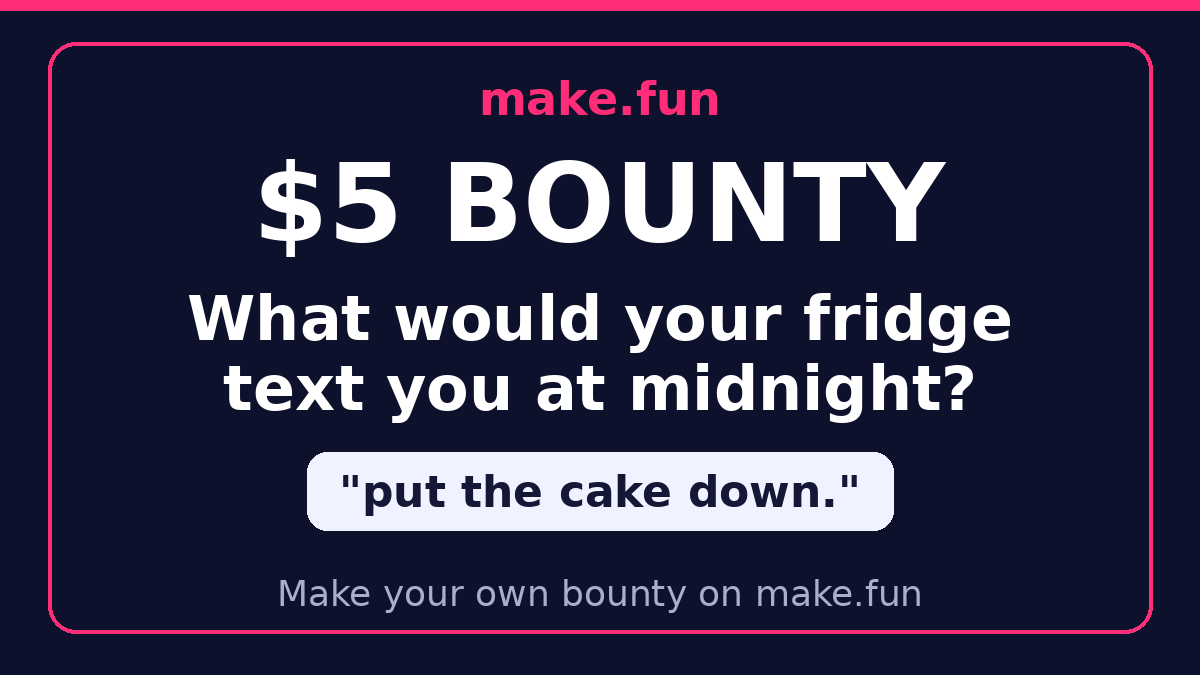 make.fun
$5 BOUNTY
What would your fridge
text you at midnight?
"put the cake down."
Make your own bounty on make.fun